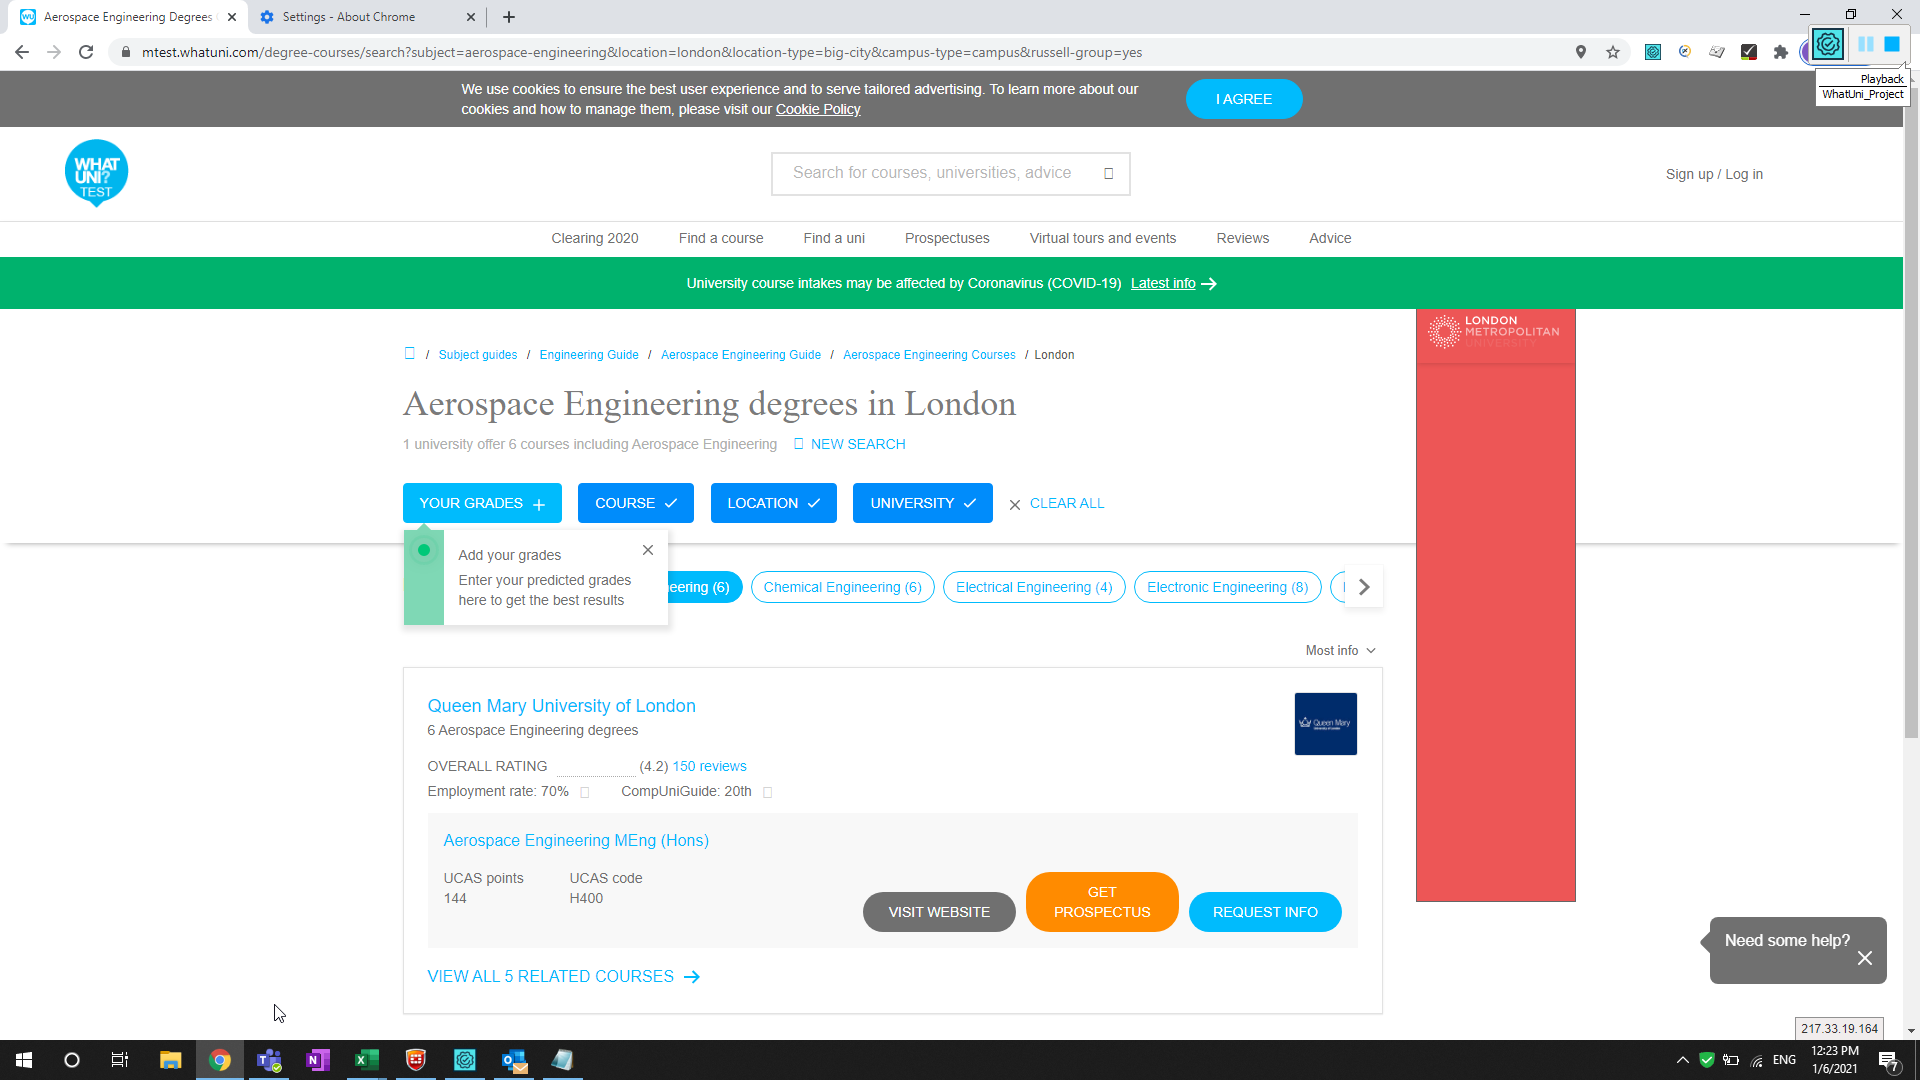 Aerospace Engineering Degrees
Settings - About Chrome
mtest.whatuni.com/degree-courses/search?subject=aerospace-engineering&location=london&location-type=big-city&campus-type=campus&russell-group=yes
Playback
WhatUni_Project
We use cookies to ensure the best user experience and to serve tailored advertising. To learn more about our
cookies and how to manage them, please visit our Cookie Policy
I AGREE
WHAT
UNI?
TEST
Search for courses, universities, advice
Sign up / Log in
Clearing 2020 Find a course Find a uni Prospectuses Virtual tours and events Reviews Advice
University course intakes may be affected by Coronavirus (COVID-19) Latest info
LONDON
METROPOLITAN
UNIVERSITY
/ Subject guides / Engineering Guide / Aerospace Engineering Guide / Aerospace Engineering Courses / London
Aerospace Engineering degrees in London
1 university offer 6 courses including Aerospace Engineering NEW SEARCH
YOUR GRADES COURSE LOCATION UNIVERSITY CLEAR ALL
Add your grades
Enter your predicted grades
here to get the best results
eering (6) Chemical Engineering (6) Electrical Engineering (4) Electronic Engineering (8)
Most info
Queen Mary University of London
6 Aerospace Engineering degrees
Queen Mary
University of London
OVERALL RATING (4.2) 150 reviews
Employment rate: 70% CompUniGuide: 20th
Aerospace Engineering MEng (Hons)
UCAS points UCAS code
144 H400
VISIT WEBSITE
GET
PROSPECTUS
REQUEST INFO
VIEW ALL 5 RELATED COURSES
Need some help?
217.33.19.164
ENG
12:23 PM
1/6/2021
7